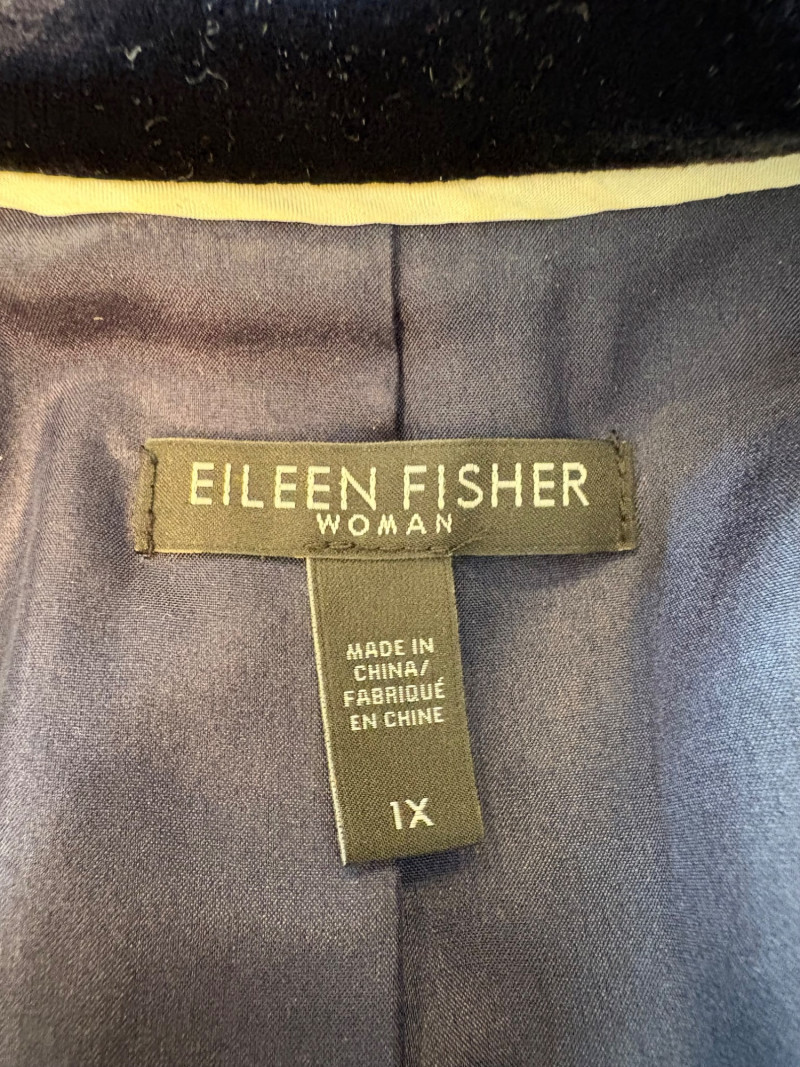 EILEEN FISHER
WOMAN
MADE IN
CHINA/
FABRIQUÉ
EN CHINE
1X